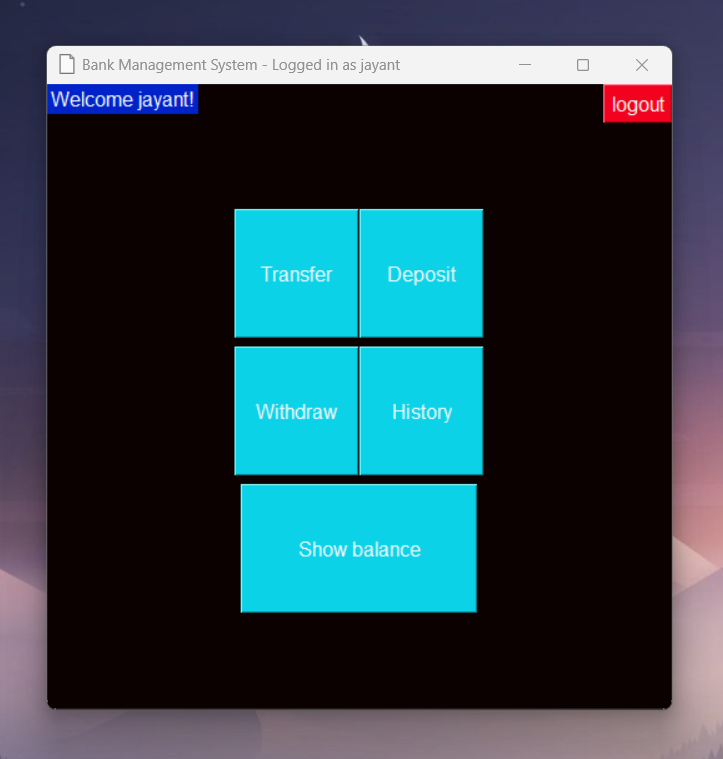 Bank Management System - Logged in as jayant
Welcome jayant!
logout
Transfer
Deposit
Withdraw
History
Show balance